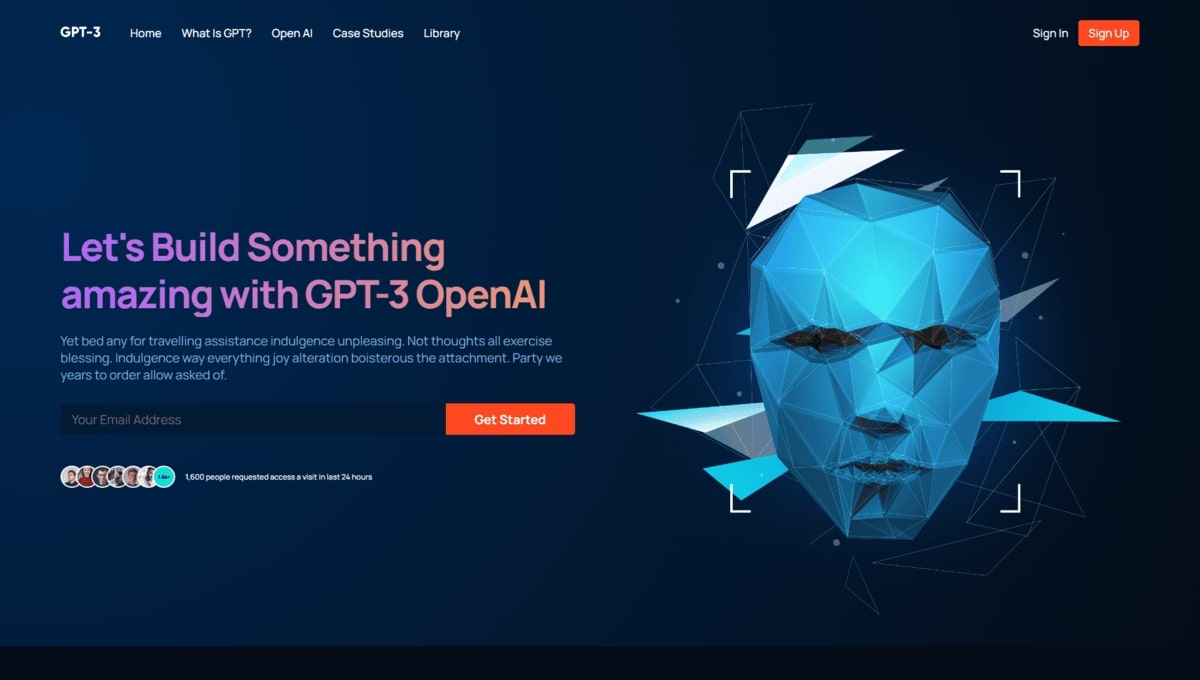 GPT-3
Home
What Is GPT?
Open AI
Case Studies
Library
Sign In
Sign Up
Let's Build Something
amazing with GPT-3 OpenAI
Yet bed any for travelling assistance indulgence unpleasing. Not thoughts all exercise
blessing. Indulgence way everything joy alteration boisterous the attachment. Party we
years to order allow asked of.
Your Email Address
Get Started
1,600 people requested access a visit in last 24 hours